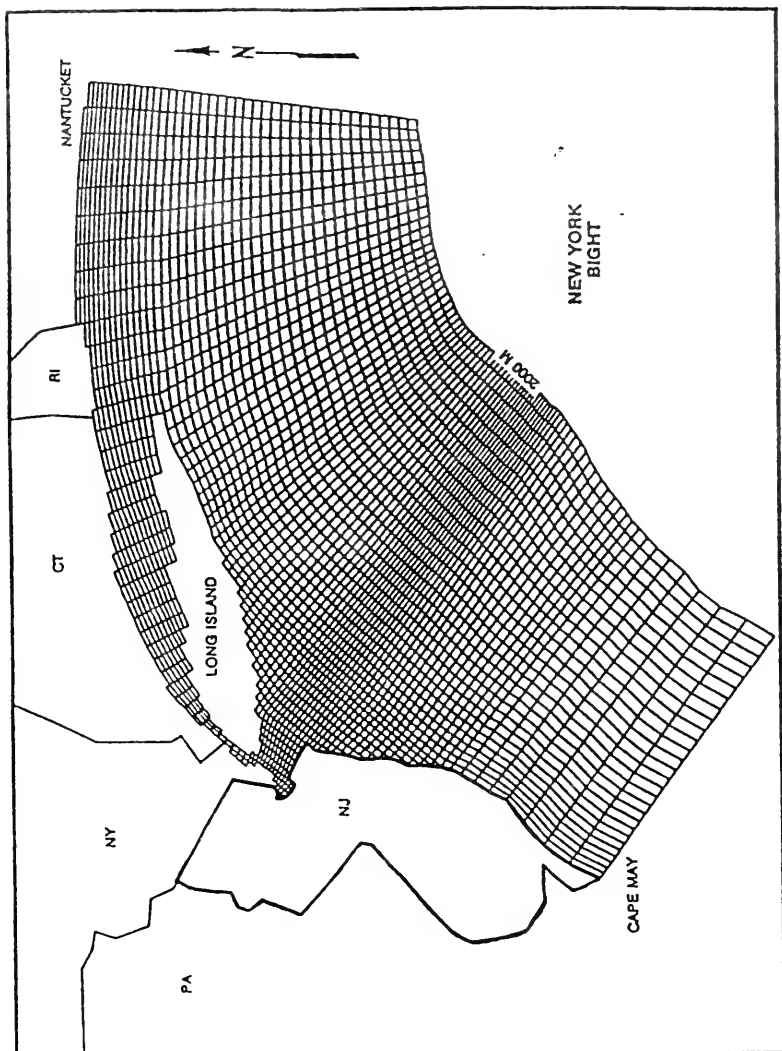 N
NANTUCKET
RI
CT
LONG ISLAND
NY
NJ
PA
CAPE MAY
NEW YORK
BIGHT
2000 M